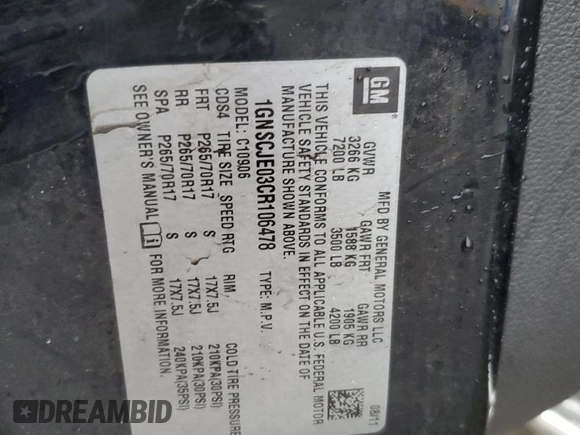 GM ®
MFD BY GENERAL MOTORS LLC 08/11
GVWR GAWR FRT GAWR RR
3266 KG 1588 KG 1905 KG
7200 LB 3500 LB 4200 LB
THIS VEHICLE CONFORMS TO ALL APPLICABLE U.S. FEDERAL MOTOR
VEHICLE SAFETY STANDARDS IN EFFECT ON THE DATE OF
MANUFACTURE SHOWN ABOVE.
1GNSCJE03CR106478 TYPE: M.P.V.
C10906
CDS4 TIRE SIZE SPEED RTG RIM COLD TIRE PRESSURE
FRT P265/70R17 S 17X7.5J 210KPA(30PSI)
RR P265/70R17 S 17X7.5J 210KPA(30PSI)
SPA P265/70R17 S 17X7.5J 240KPA(35PSI)
SEE OWNER'S MANUAL FOR MORE INFORMATION.
DREAMBID